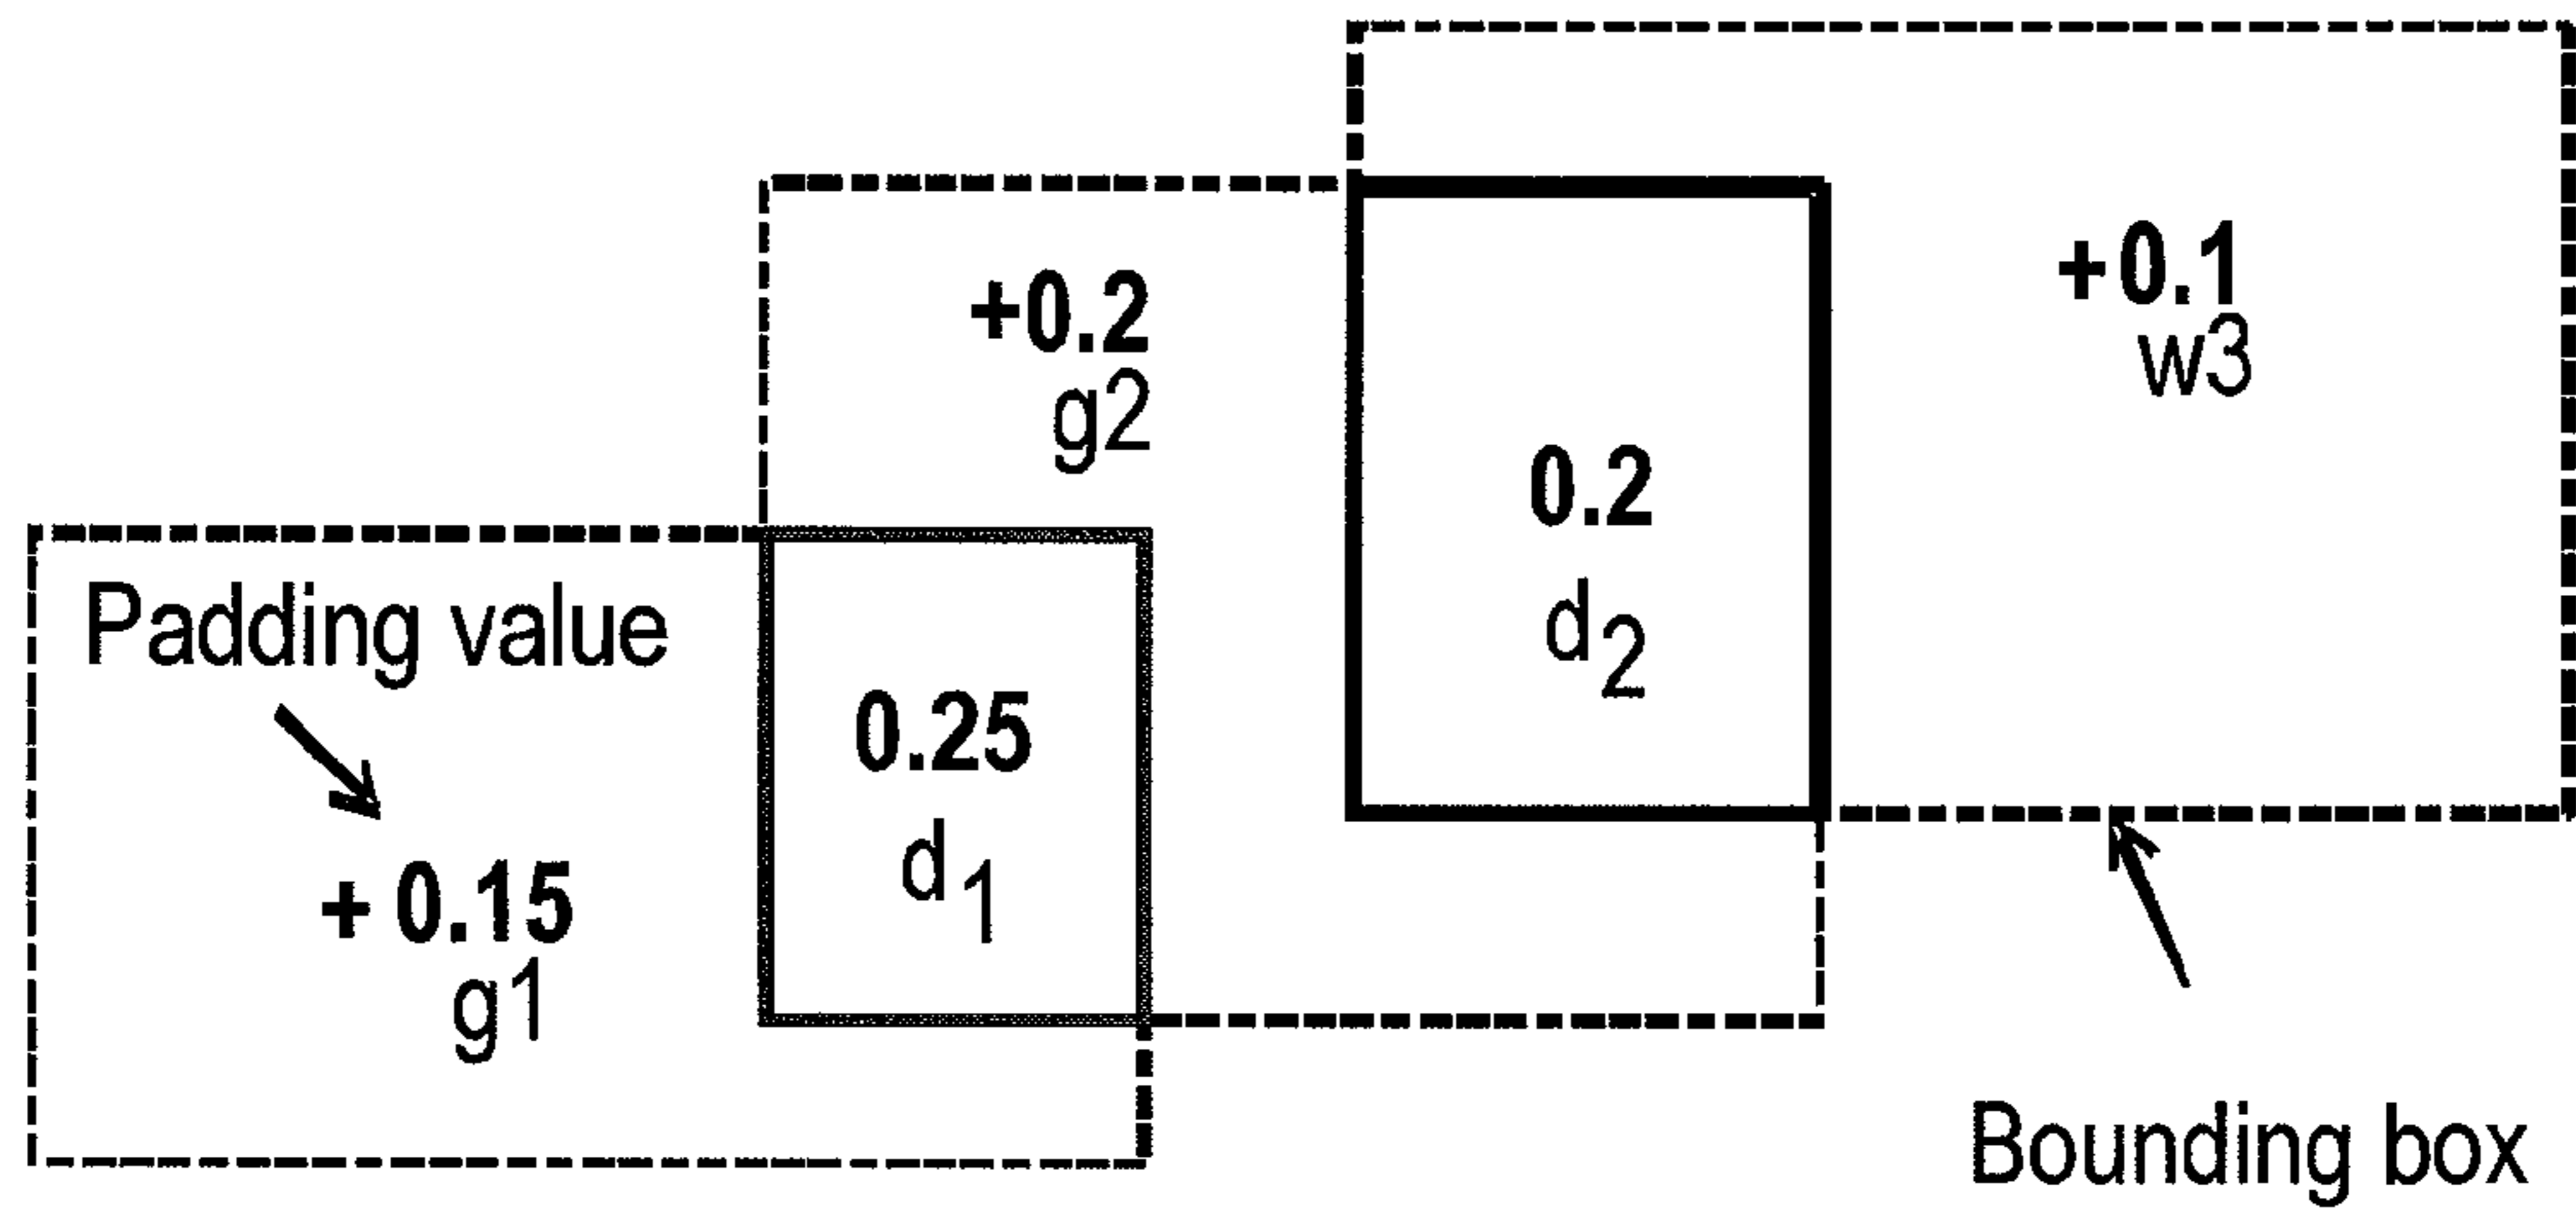 +0.1
w3
+0.2
g2
0.2
d2
Padding value
0.25
d1
+ 0.15
g1
Bounding box